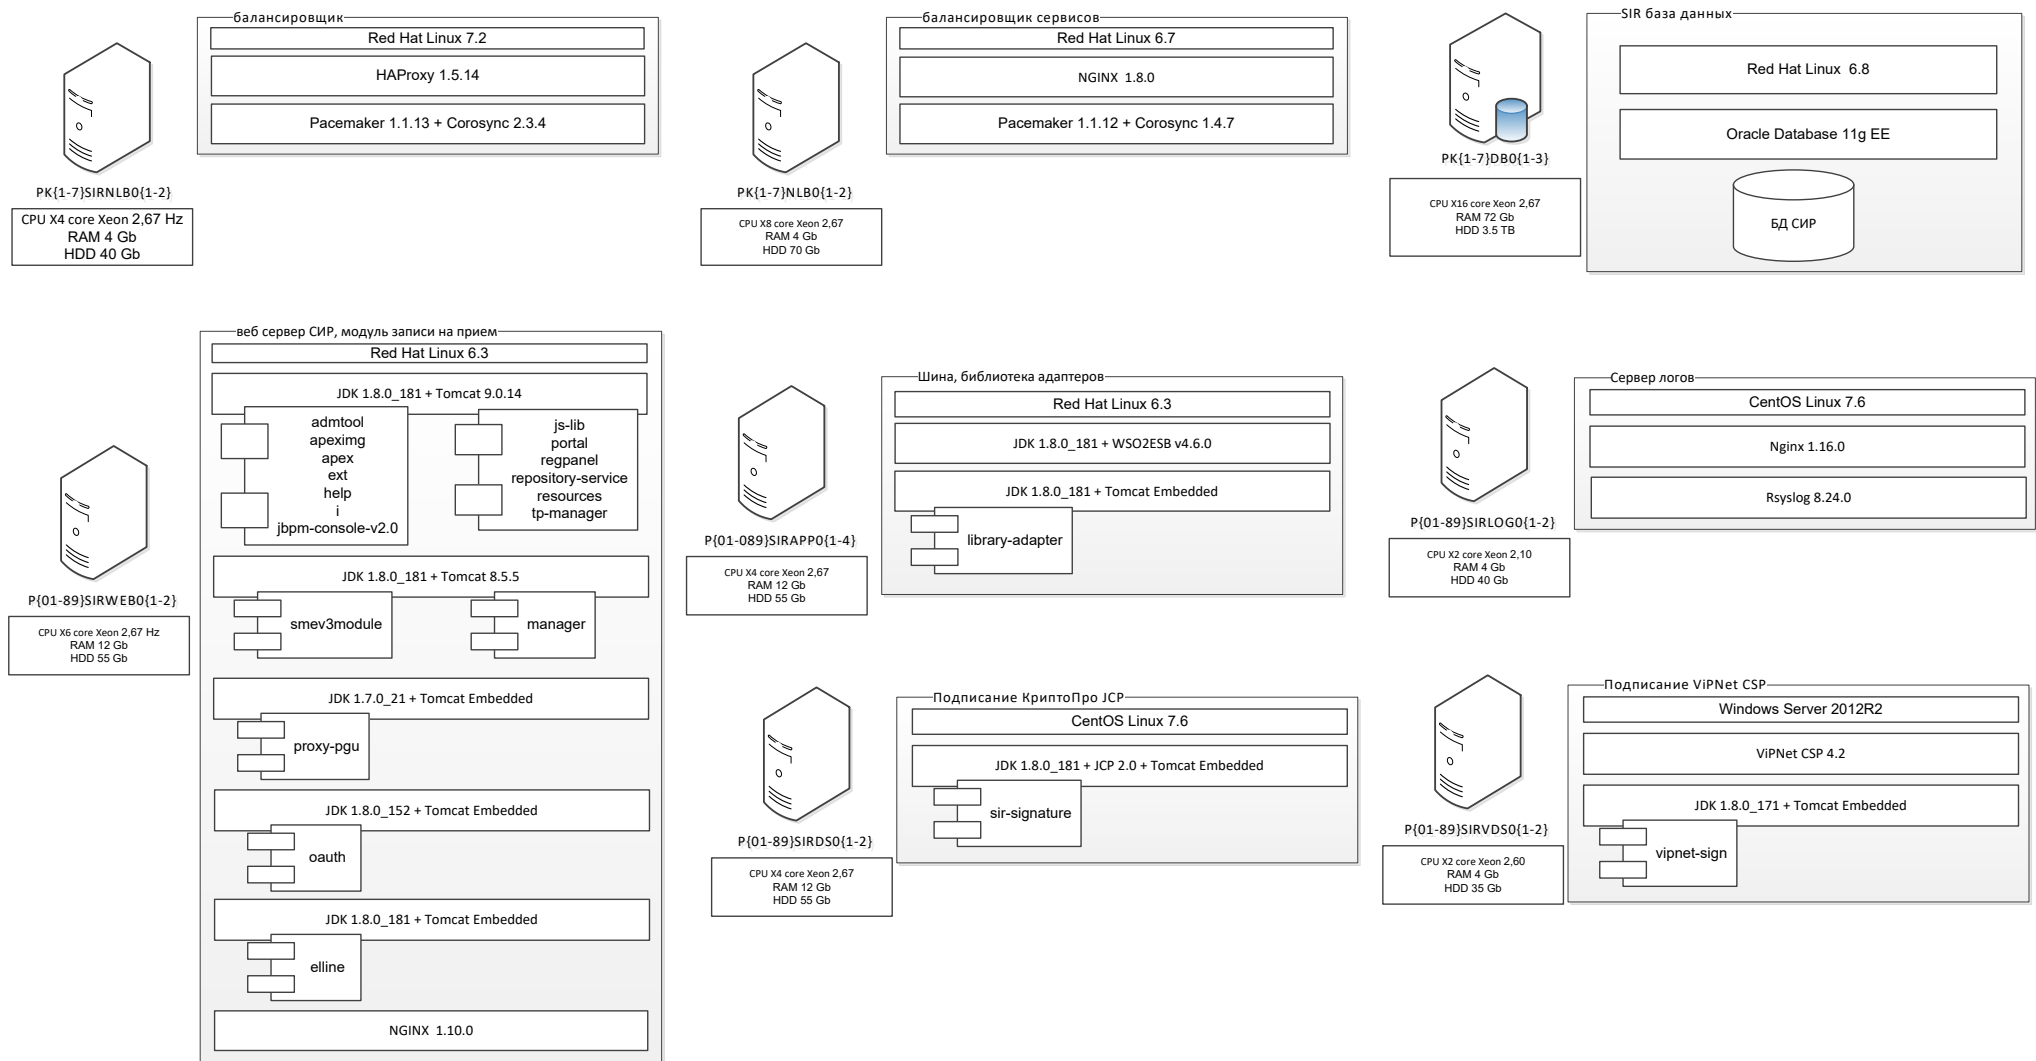 балансировщик
Red Hat Linux 7.2
HAProxy 1.5.14
Pacemaker 1.1.13 + Corosync 2.3.4
PK{1-7}SIRNLB0{1-2}
CPU X4 core Xeon 2,67 Hz
RAM 4 Gb
HDD 40 Gb
балансировщик сервисов
Red Hat Linux 6.7
NGINX 1.8.0
Pacemaker 1.1.12 + Corosync 1.4.7
PK{1-7}NLB0{1-2}
CPU X8 core Xeon 2,67
RAM 4 Gb
HDD 70 Gb
SIR база данных
Red Hat Linux 6.8
Oracle Database 11g EE
БД СИР
PK{1-7}DB0{1-3}
CPU X16 core Xeon 2,67
RAM 72 Gb
HDD 3.5 TB
веб сервер СИР, модуль записи на прием
Red Hat Linux 6.3
JDK 1.8.0_181 + Tomcat 9.0.14
admtool
apeximg
apex
ext
help
i
jbpm-console-v2.0
js-lib
portal
regpanel
repository-service
resources
tp-manager
JDK 1.8.0_181 + Tomcat 8.5.5
smev3module
manager
JDK 1.7.0_21 + Tomcat Embedded
proxy-pgu
JDK 1.8.0_152 + Tomcat Embedded
oauth
JDK 1.8.0_181 + Tomcat Embedded
elline
NGINX 1.10.0
P{01-89}SIRWEB0{1-2}
CPU X6 core Xeon 2,67 Hz
RAM 12 Gb
HDD 55 Gb
Шина, библиотека адаптеров
Red Hat Linux 6.3
JDK 1.8.0_181 + WSO2ESB v4.6.0
JDK 1.8.0_181 + Tomcat Embedded
library-adapter
P{01-089}SIRAPP0{1-4}
CPU X4 core Xeon 2,67
RAM 12 Gb
HDD 55 Gb
Сервер логов
CentOS Linux 7.6
Nginx 1.16.0
Rsyslog 8.24.0
P{01-89}SIRLOG0{1-2}
CPU X2 core Xeon 2,10
RAM 4 Gb
HDD 40 Gb
Подписание КриптоПро JCP
CentOS Linux 7.6
JDK 1.8.0_181 + JCP 2.0 + Tomcat Embedded
sir-signature
P{01-89}SIRDS0{1-2}
CPU X4 core Xeon 2,67
RAM 12 Gb
HDD 55 Gb
Подписание ViPNet CSP
Windows Server 2012R2
ViPNet CSP 4.2
JDK 1.8.0_171 + Tomcat Embedded
vipnet-sign
P{01-89}SIRVDS0{1-2}
CPU X2 core Xeon 2,60
RAM 4 Gb
HDD 35 Gb